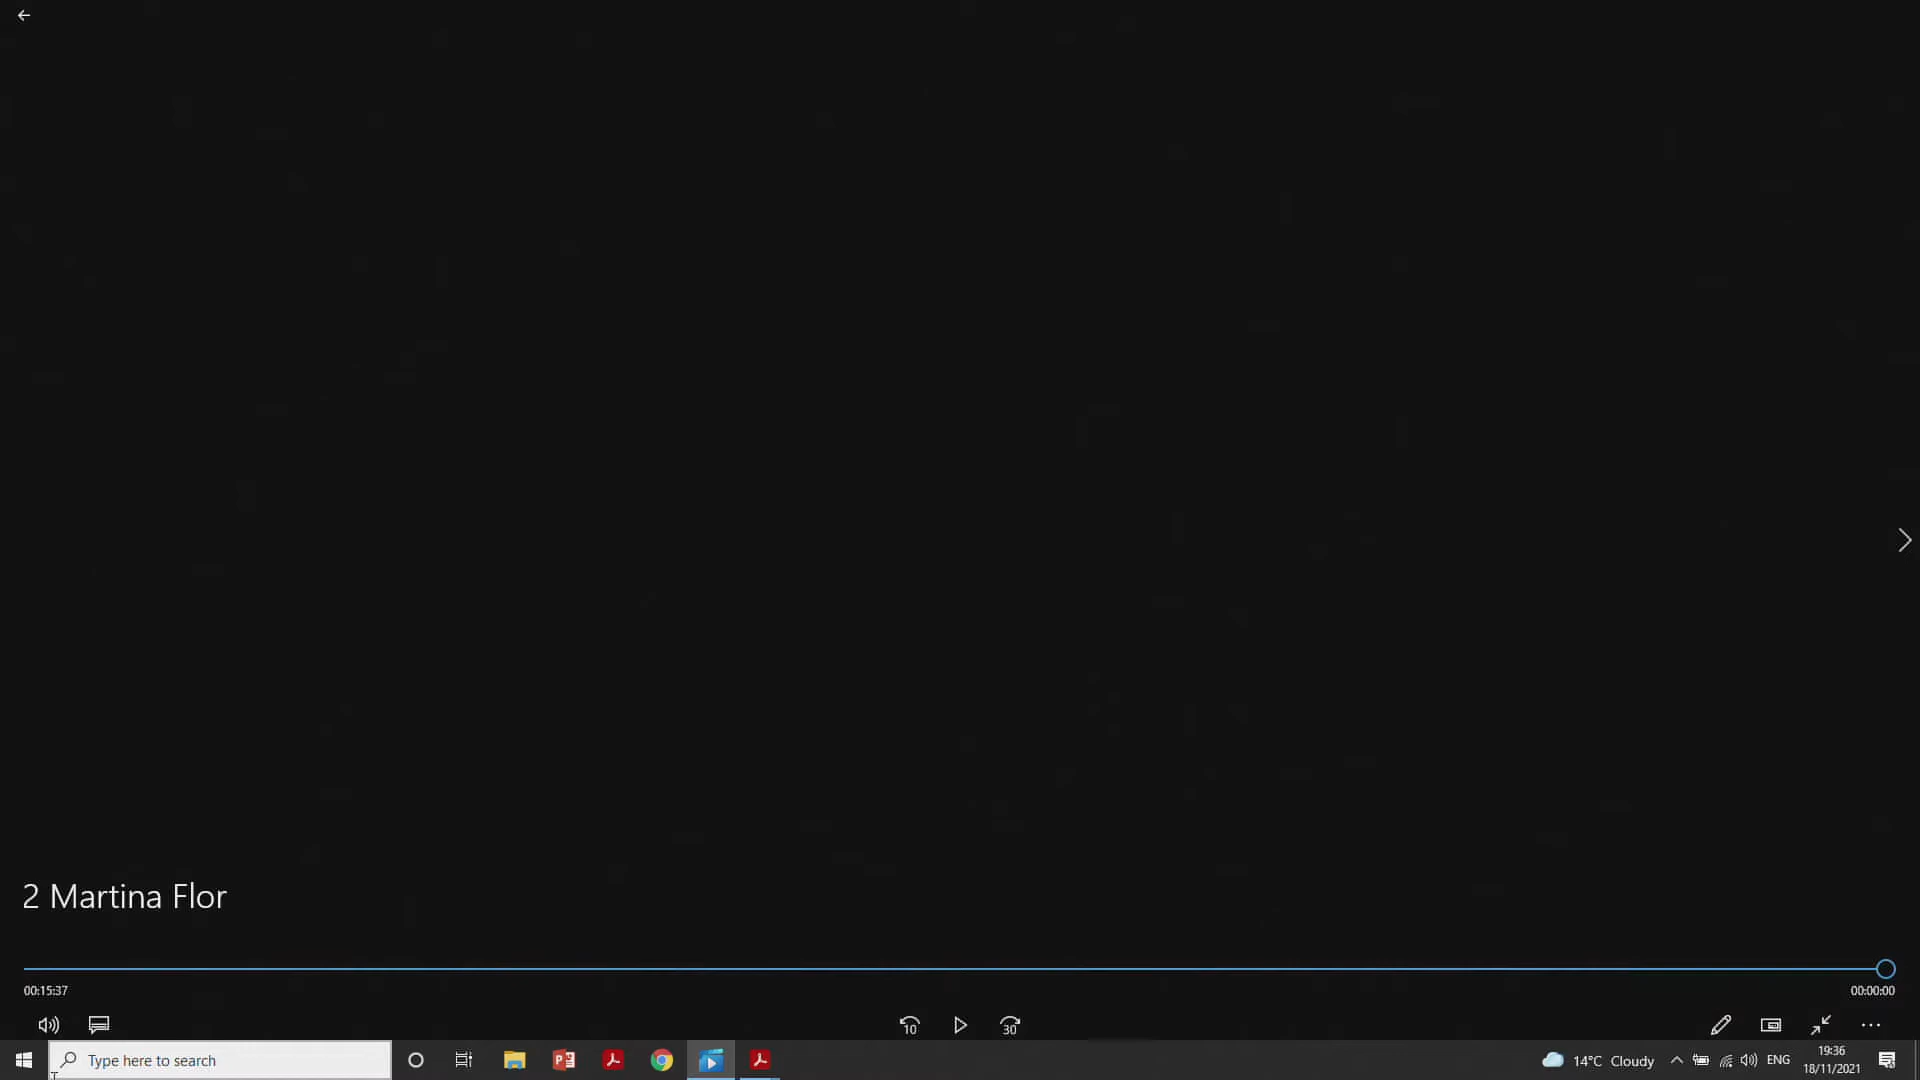 2 Martina Flor
00:15:37
00:00:00
10
30
Type here to search
14°C Cloudy
ENG
19:36
18/11/2021